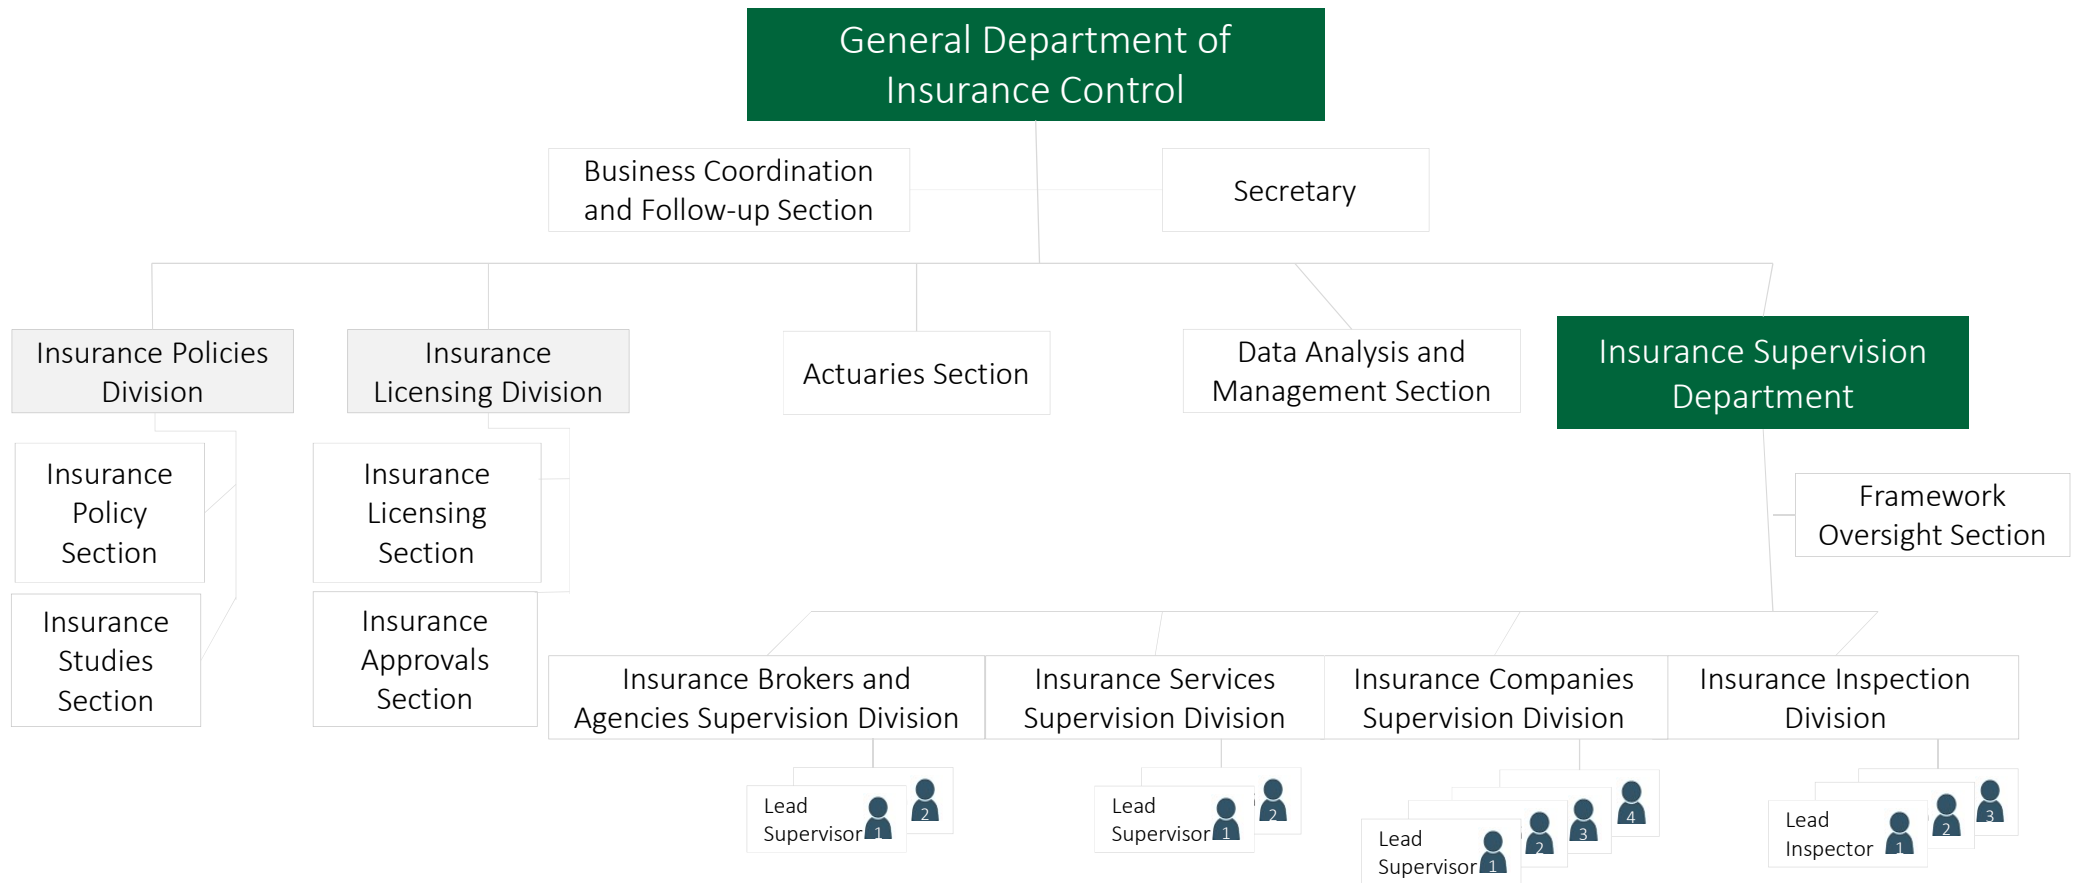 General Department of
Insurance Control
Business Coordination
and Follow-up Section
Secretary
Insurance Policies
Division
Insurance
Licensing Division
Actuaries Section
Data Analysis and
Management Section
Insurance Supervision
Department
Insurance
Policy
Section
Insurance
Licensing
Section
Framework
Oversight Section
Insurance
Studies
Section
Insurance
Approvals
Section
Insurance Brokers and
Agencies Supervision Division
Insurance Services
Supervision Division
Insurance Companies
Supervision Division
Insurance Inspection
Division
Lead
Supervisor
1
2
Lead
Supervisor
1
2
Lead
Supervisor
1
2
3
4
Lead
Inspector
1
2
3